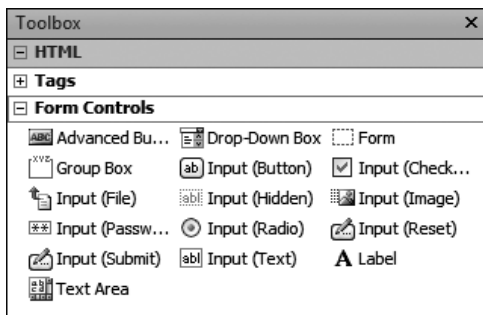 Toolbox
HTML
Tags
Form Controls
Advanced Bu... Drop-Down Box Form
Group Box Input (Button) Input (Check...
Input (File) Input (Hidden) Input (Image)
Input (Passw... Input (Radio) Input (Reset)
Input (Submit) Input (Text) Label
Text Area